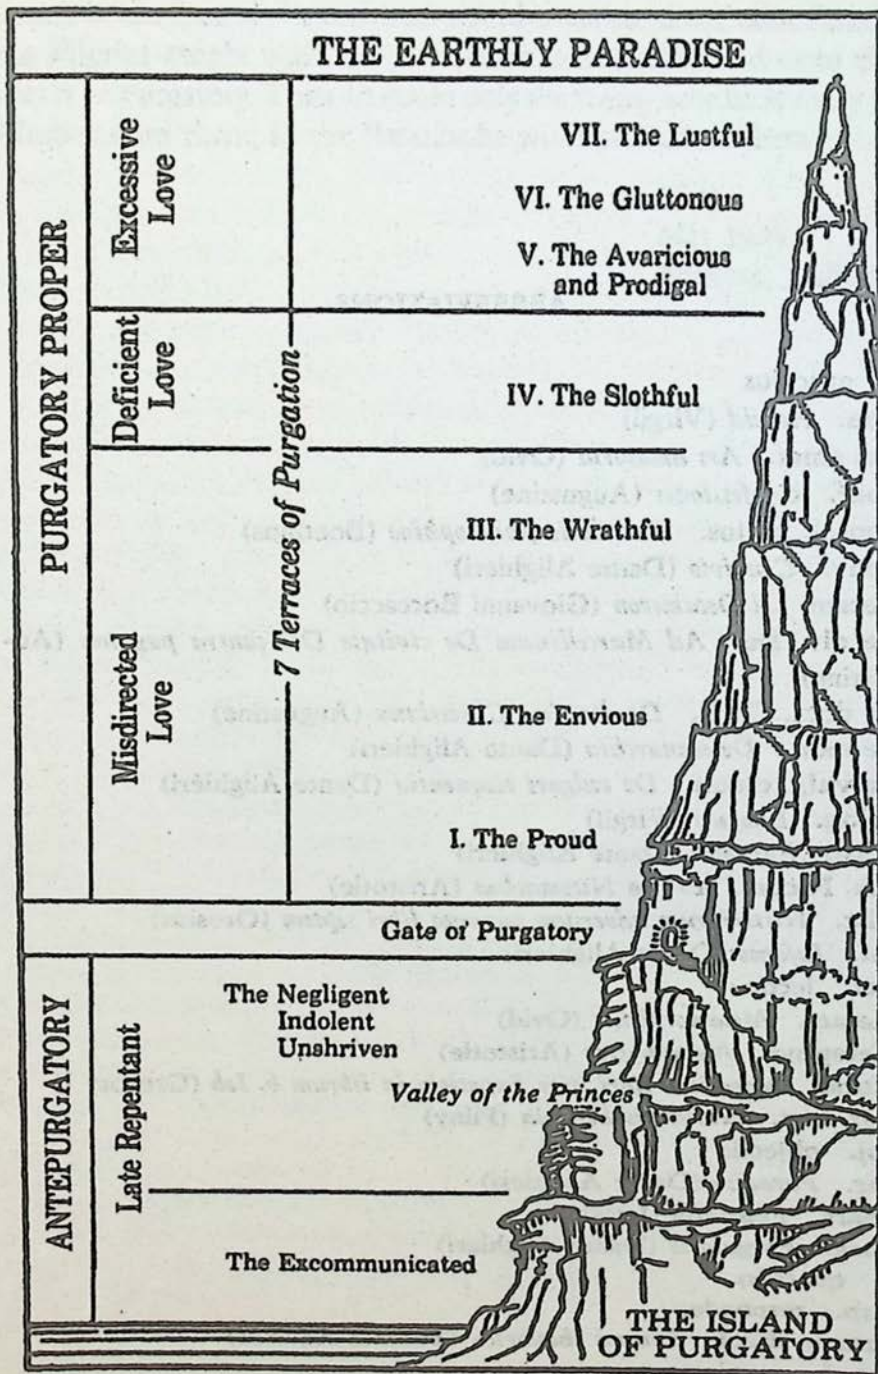 THE EARTHLY PARADISE
PURGATORY PROPER
Excessive
Love
Deficient
Love
Misdirected
Love
7 Terraces of Purgation
VII. The Lustful
VI. The Gluttonous
V. The Avaricious
and Prodigal
IV. The Slothful
III. The Wrathful
II. The Envious
I. The Proud
Gate of Purgatory
ANTEPURGATORY
Late Repentant
The Negligent
Indolent
Unshriven
Valley of the Princes
The Excommunicated
THE ISLAND
OF PURGATORY